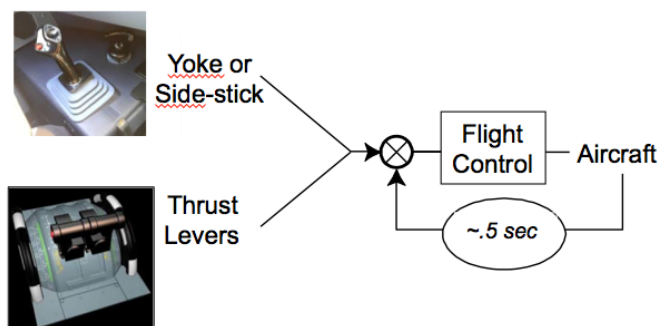 Yoke or
Side-stick
Flight
Control
Aircraft
Thrust
Levers
~.5 sec